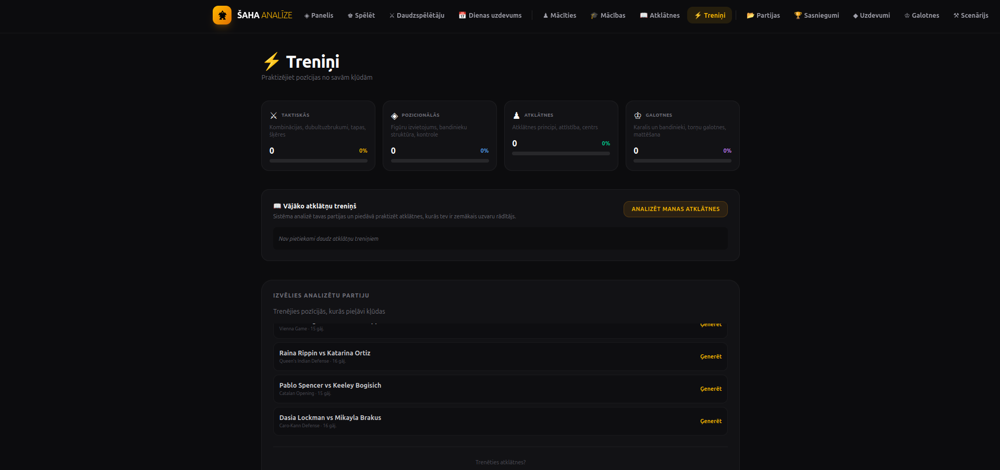 ŠAHA ANALĪZE
Panelis
Spēlēt
Daudzspēlētāju
Dienas uzdevums
Mācīties
Mācības
Atklātnes
Treniņi
Partijas
Sasniegumi
Uzdevumi
Galotnes
Scenārijs
Treniņi
Praktizējiet pozīcijas no savām kļūdām
TAKTISKĀS
Kombinācijas, dubultuzbrukumi, tapas,
šķēres
0
0%
POZICIONĀLĀS
Figūru izvietojums, bandinieku
struktūra, kontrole
0
0%
ATKLĀTNES
Atklātnes principi, attīstība, centrs
0
0%
GALOTNES
Karalis un bandinieki, torņu galotnes,
mattēšana
0
0%
Vājāko atklātņu treniņš
Sistēma analizē tavas partijas un piedāvā praktizēt atklātnes, kurās tev ir zemākais uzvaru rādītājs.
ANALIZĒT MANAS ATKLĀTNES
Nav pietiekami daudz atklātņu treniņiem
IZVĒLIES ANALIZĒTU PARTIJU
Trenējies pozīcijās, kurās pieļāvi kļūdas
Vienna Game · 15 gāj.
Ģenerēt
Raina Rippin vs Katarina Ortiz
Queen's Indian Defense · 16 gāj.
Ģenerēt
Pablo Spencer vs Keeley Bogisich
Catalan Opening · 15 gāj.
Ģenerēt
Dasia Lockman vs Mikayla Brakus
Caro-Kann Defense · 16 gāj.
Ģenerēt
Trenēties atklātnes?